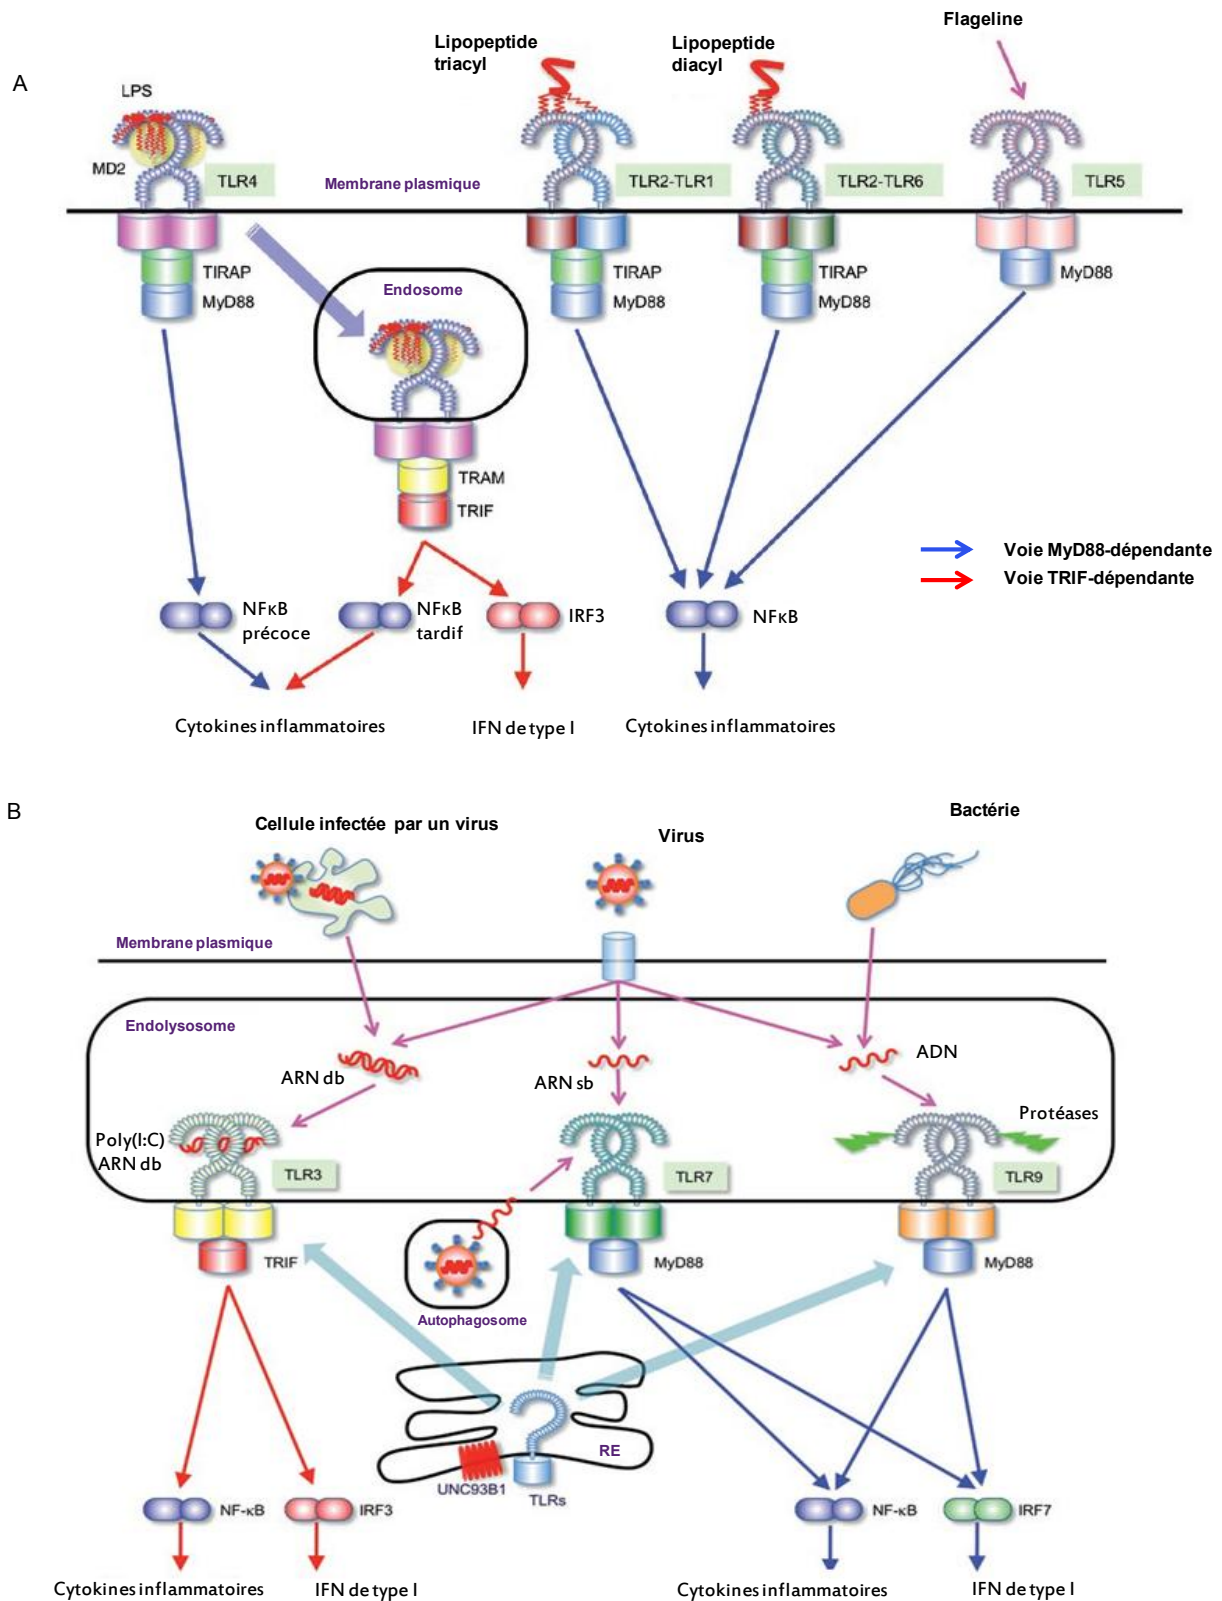 A
Lipopeptide
triacyl
Lipopeptide
diacyl
Flageline
LPS
MD2
TLR4
Membrane plasmique
TLR2-TLR1
TLR2-TLR6
TLR5
TIRAP
MyD88
Endosome
TIRAP
MyD88
TIRAP
MyD88
MyD88
TRAM
TRIF
Voie MyD88-dépendante
Voie TRIF-dépendante
NFκB
précoce
NFκB
tardif
IRF3
NFκB
Cytokines inflammatoires
IFN de type I
Cytokines inflammatoires
B
Cellule infectée par un virus
Virus
Bactérie
Membrane plasmique
Endolysosome
ARN db
ARN sb
ADN
Poly(I:C)
ARN db
TLR3
TLR7
Protéases
TLR9
TRIF
MyD88
MyD88
Autophagosome
RE
UNC93B1
TLRs
NF-κB
IRF3
NF-κB
IRF7
Cytokines inflammatoires
IFN de type I
Cytokines inflammatoires
IFN de type I